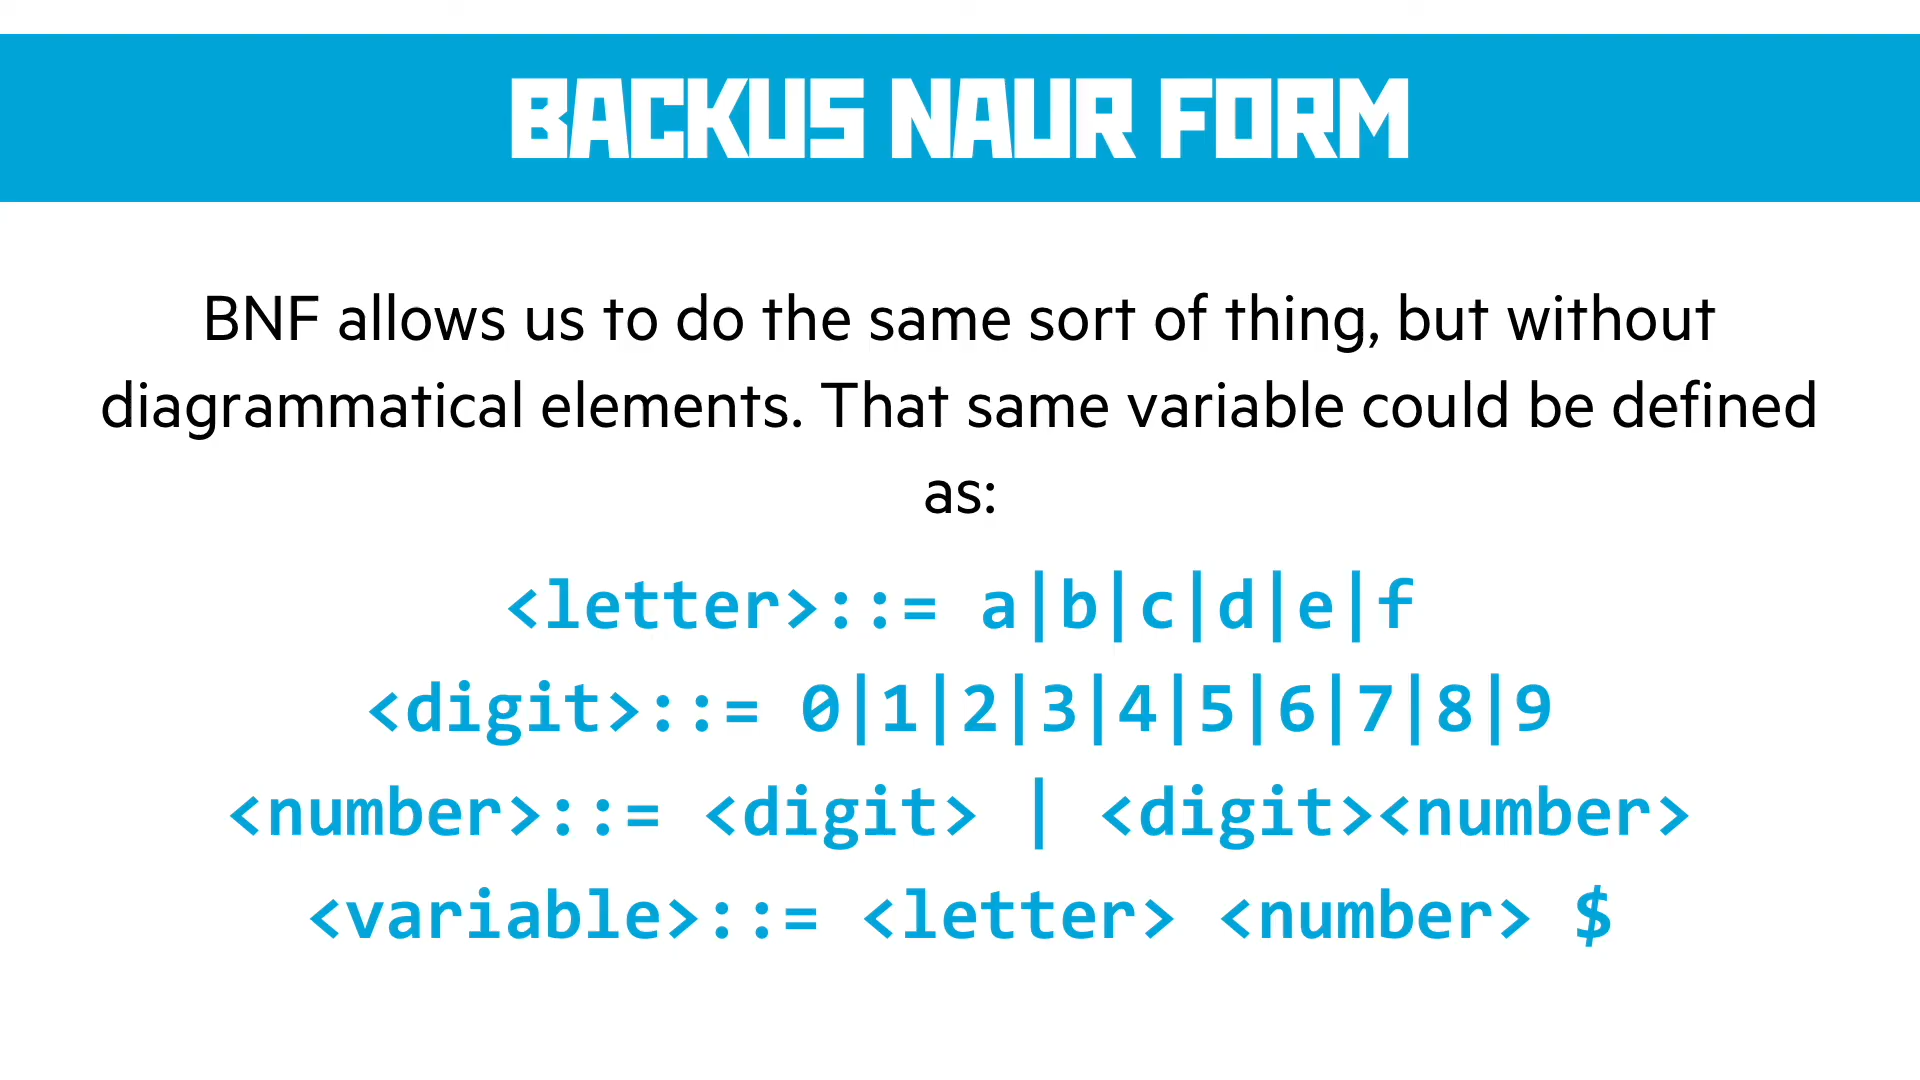 BACKUS NAUR FORM
BNF allows us to do the same sort of thing, but without
diagrammatical elements. That same variable could be defined
as:
<letter>::= a|b|c|d|e|f
<digit>::= 0|1|2|3|4|5|6|7|8|9
<number>::= <digit> | <digit><number>
<variable>::= <letter> <number> $